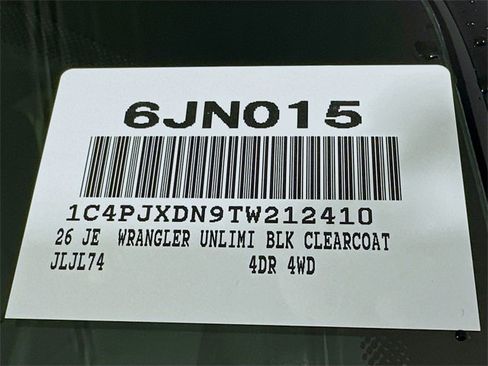 6JN015
1C4PJXDN9TW212410
26 JE WRANGLER UNLIMI BLK CLEARCOAT
JLJL74 4DR 4WD